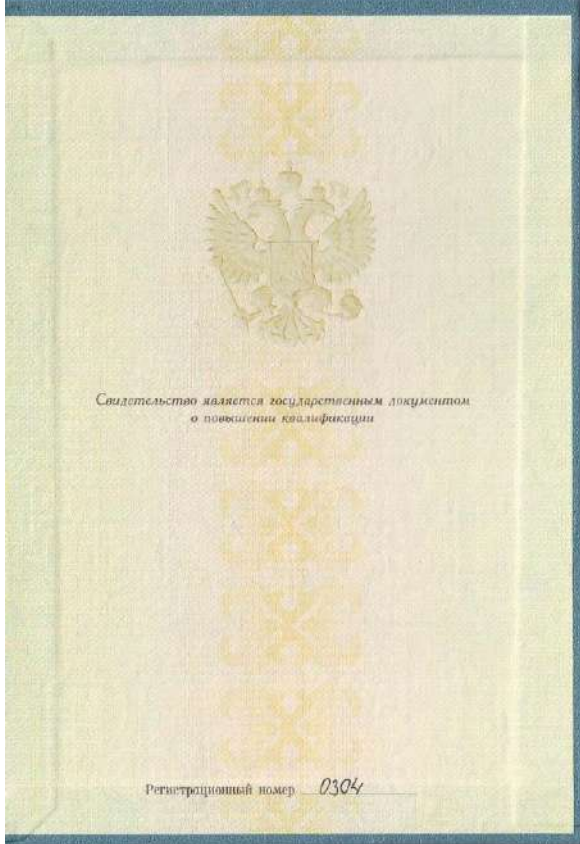 Свидетельство является государственным документом
о повышении квалификации
Регистрационный номер 0304